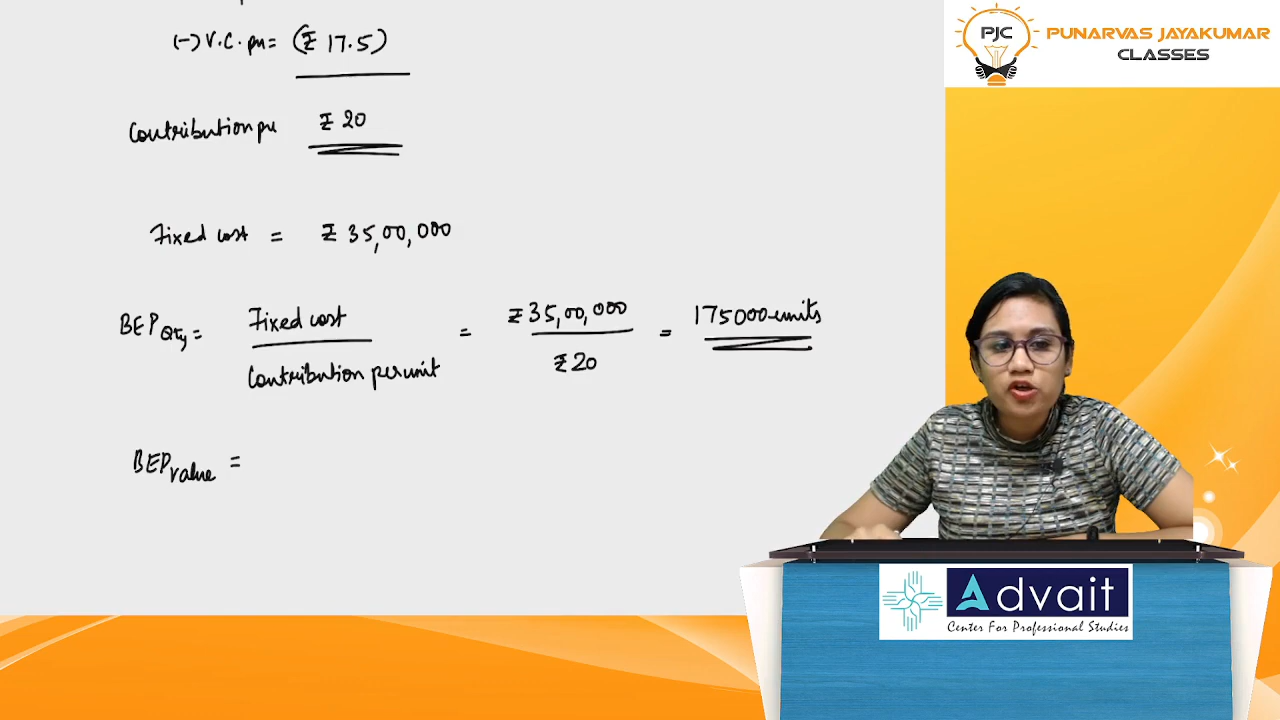 (-) V.C. pu = (₹ 17.5)
Contribution pu ₹ 20
Fixed cost = ₹ 35,00,000
BEP Qty = Fixed cost / Contribution per unit = ₹ 35,00,000 / ₹ 20 = 175000 units
BEP value =
PJC
PUNARVAS JAYAKUMAR
CLASSES
Advait
Center For Professional Studies